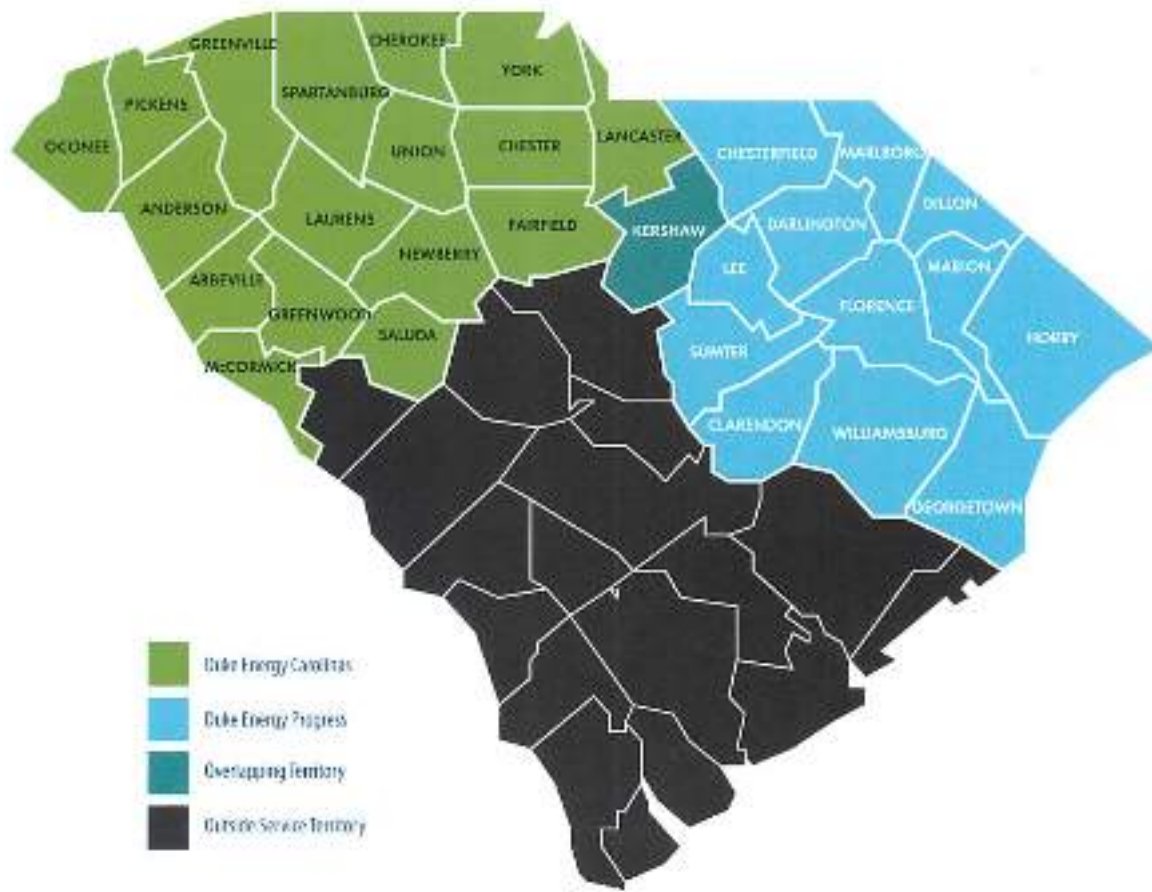 GREENVILLE
CHEROKEE
YORK
SPARTANBURG
PICKENS
OCONEE
UNION
CHESTER
LANCASTER
CHESTERFIELD
MARLBORO
ANDERSON
LAURENS
FAIRFIELD
KERSHAW
DARLINGTON
DILLON
NEWBERRY
LEE
MARION
ABBEVILLE
GREENWOOD
FLORENCE
SALUDA
SUMTER
HORRY
McCORMICK
CLARENDON
WILLIAMSBURG
GEORGETOWN
Duke Energy Carolinas
Duke Energy Progress
Overlapping Territory
Outside Service Territory